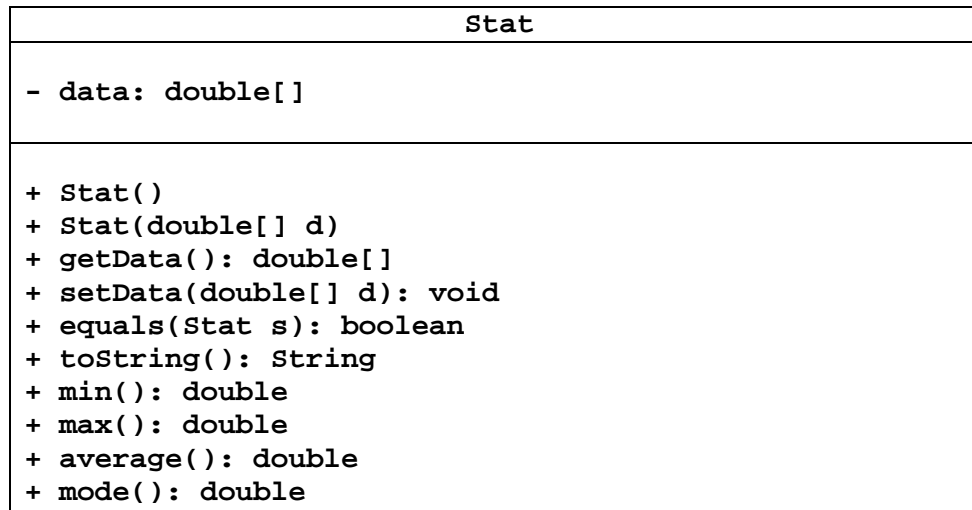 Stat
- data: double[]
+ Stat()
+ Stat(double[] d)
+ getData(): double[]
+ setData(double[] d): void
+ equals(Stat s): boolean
+ toString(): String
+ min(): double
+ max(): double
+ average(): double
+ mode(): double